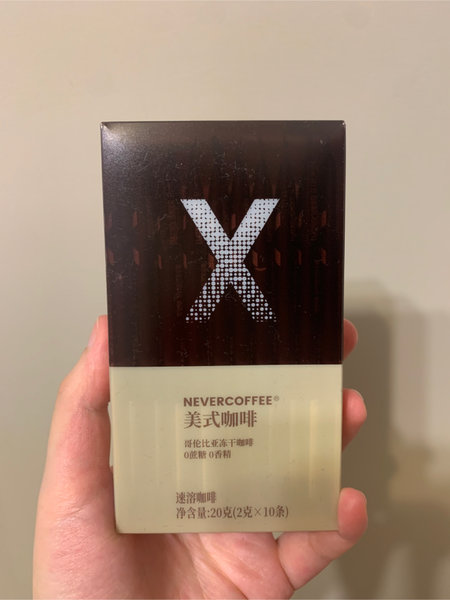 X
NEVERCOFFEE®
美式咖啡
哥伦比亚冻干咖啡
0蔗糖 0香精
速溶咖啡
净含量:20克(2克×10条)